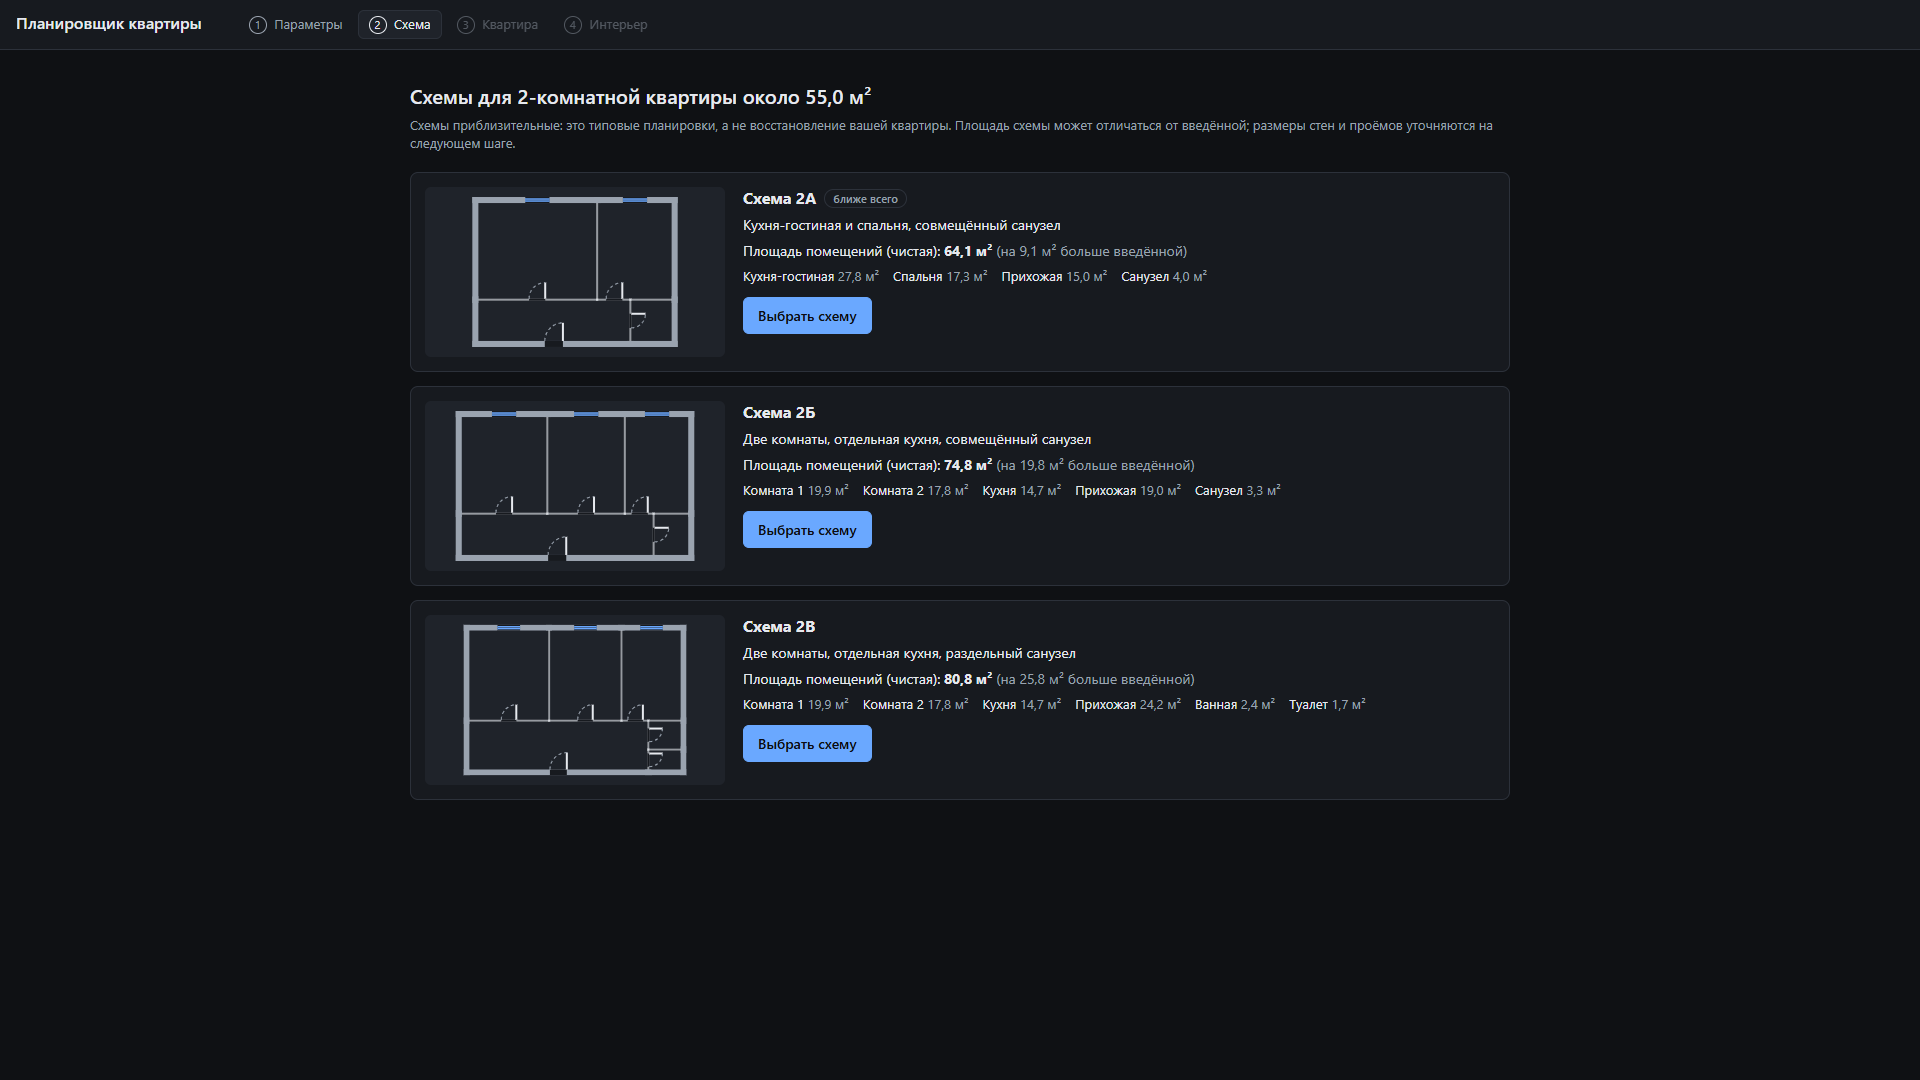 Планировщик квартиры
1 Параметры
2 Схема
3 Квартира
4 Интерьер
Схемы для 2-комнатной квартиры около 55,0 м²
Схемы приблизительные: это типовые планировки, а не восстановление вашей квартиры. Площадь схемы может отличаться от введённой; размеры стен и проёмов уточняются на
следующем шаге.
Схема 2А ближе всего
Кухня-гостиная и спальня, совмещённый санузел
Площадь помещений (чистая): 64,1 м² (на 9,1 м² больше введённой)
Кухня-гостиная 27,8 м² Спальня 17,3 м² Прихожая 15,0 м² Санузел 4,0 м²
Выбрать схему
Схема 2Б
Две комнаты, отдельная кухня, совмещённый санузел
Площадь помещений (чистая): 74,8 м² (на 19,8 м² больше введённой)
Комната 1 19,9 м² Комната 2 17,8 м² Кухня 14,7 м² Прихожая 19,0 м² Санузел 3,3 м²
Выбрать схему
Схема 2В
Две комнаты, отдельная кухня, раздельный санузел
Площадь помещений (чистая): 80,8 м² (на 25,8 м² больше введённой)
Комната 1 19,9 м² Комната 2 17,8 м² Кухня 14,7 м² Прихожая 24,2 м² Ванная 2,4 м² Туалет 1,7 м²
Выбрать схему